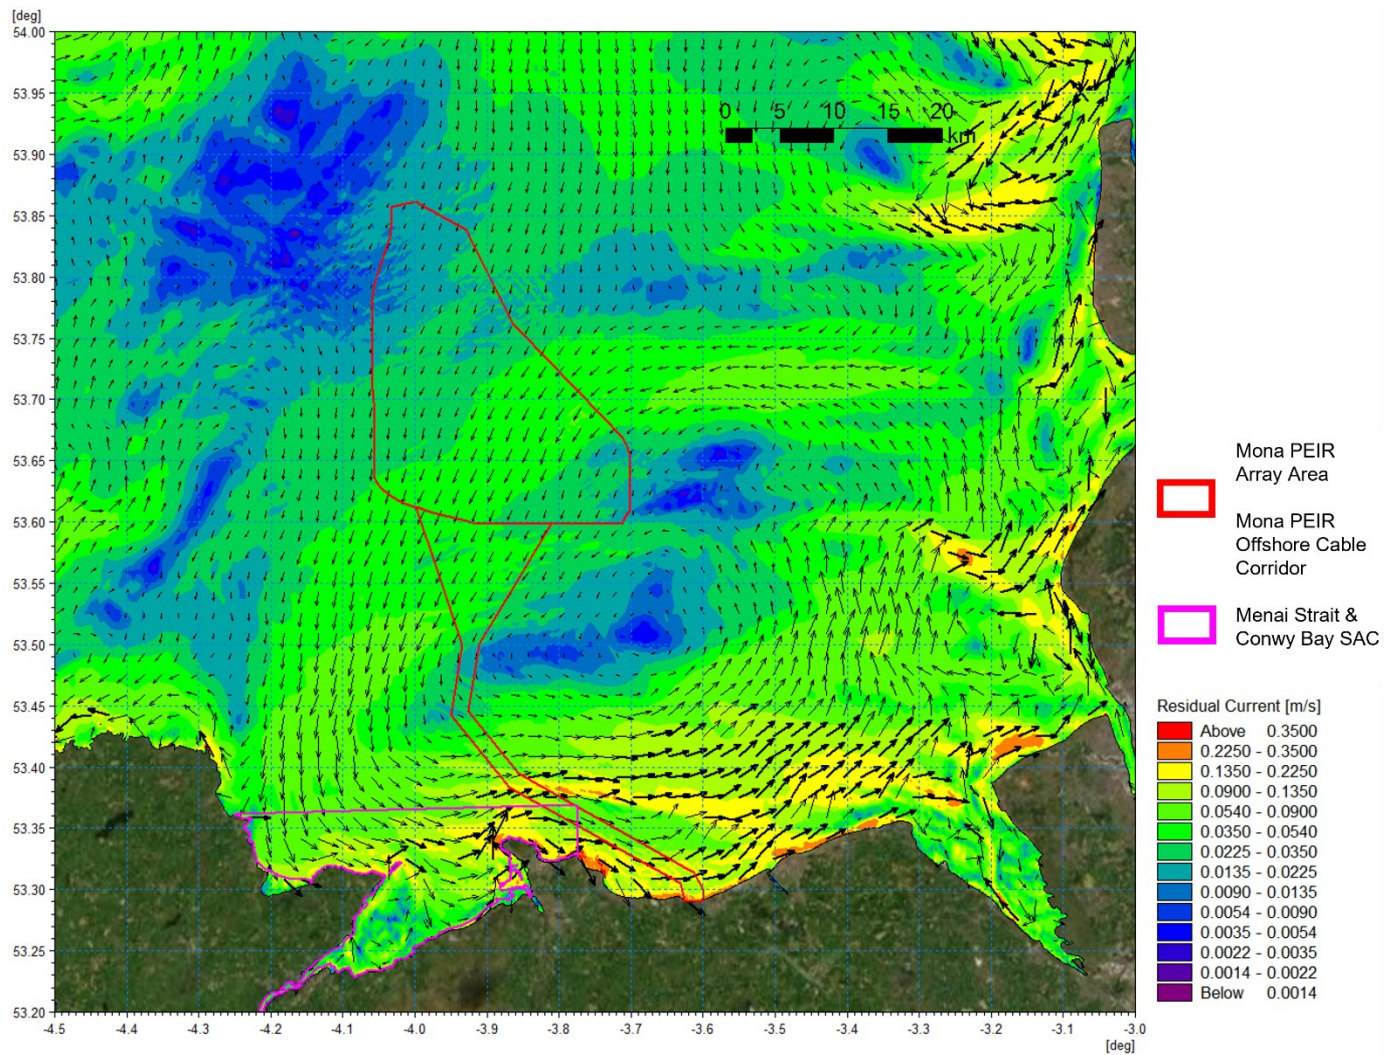 [deg]
54.00
53.95
53.90
53.85
53.80
53.75
53.70
53.65
53.60
53.55
53.50
53.45
53.40
53.35
53.30
53.25
53.20
0 5 10 15 20
km
-4.5 -4.4 -4.3 -4.2 -4.1 -4.0 -3.9 -3.8 -3.7 -3.6 -3.5 -3.4 -3.3 -3.2 -3.1 -3.0
[deg]
Mona PEIR
Array Area
Mona PEIR
Offshore Cable
Corridor
Menai Strait &
Conwy Bay SAC
Residual Current [m/s]
Above 0.3500
0.2250 - 0.3500
0.1350 - 0.2250
0.0900 - 0.1350
0.0540 - 0.0900
0.0350 - 0.0540
0.0225 - 0.0350
0.0135 - 0.0225
0.0090 - 0.0135
0.0054 - 0.0090
0.0035 - 0.0054
0.0022 - 0.0035
0.0014 - 0.0022
Below 0.0014